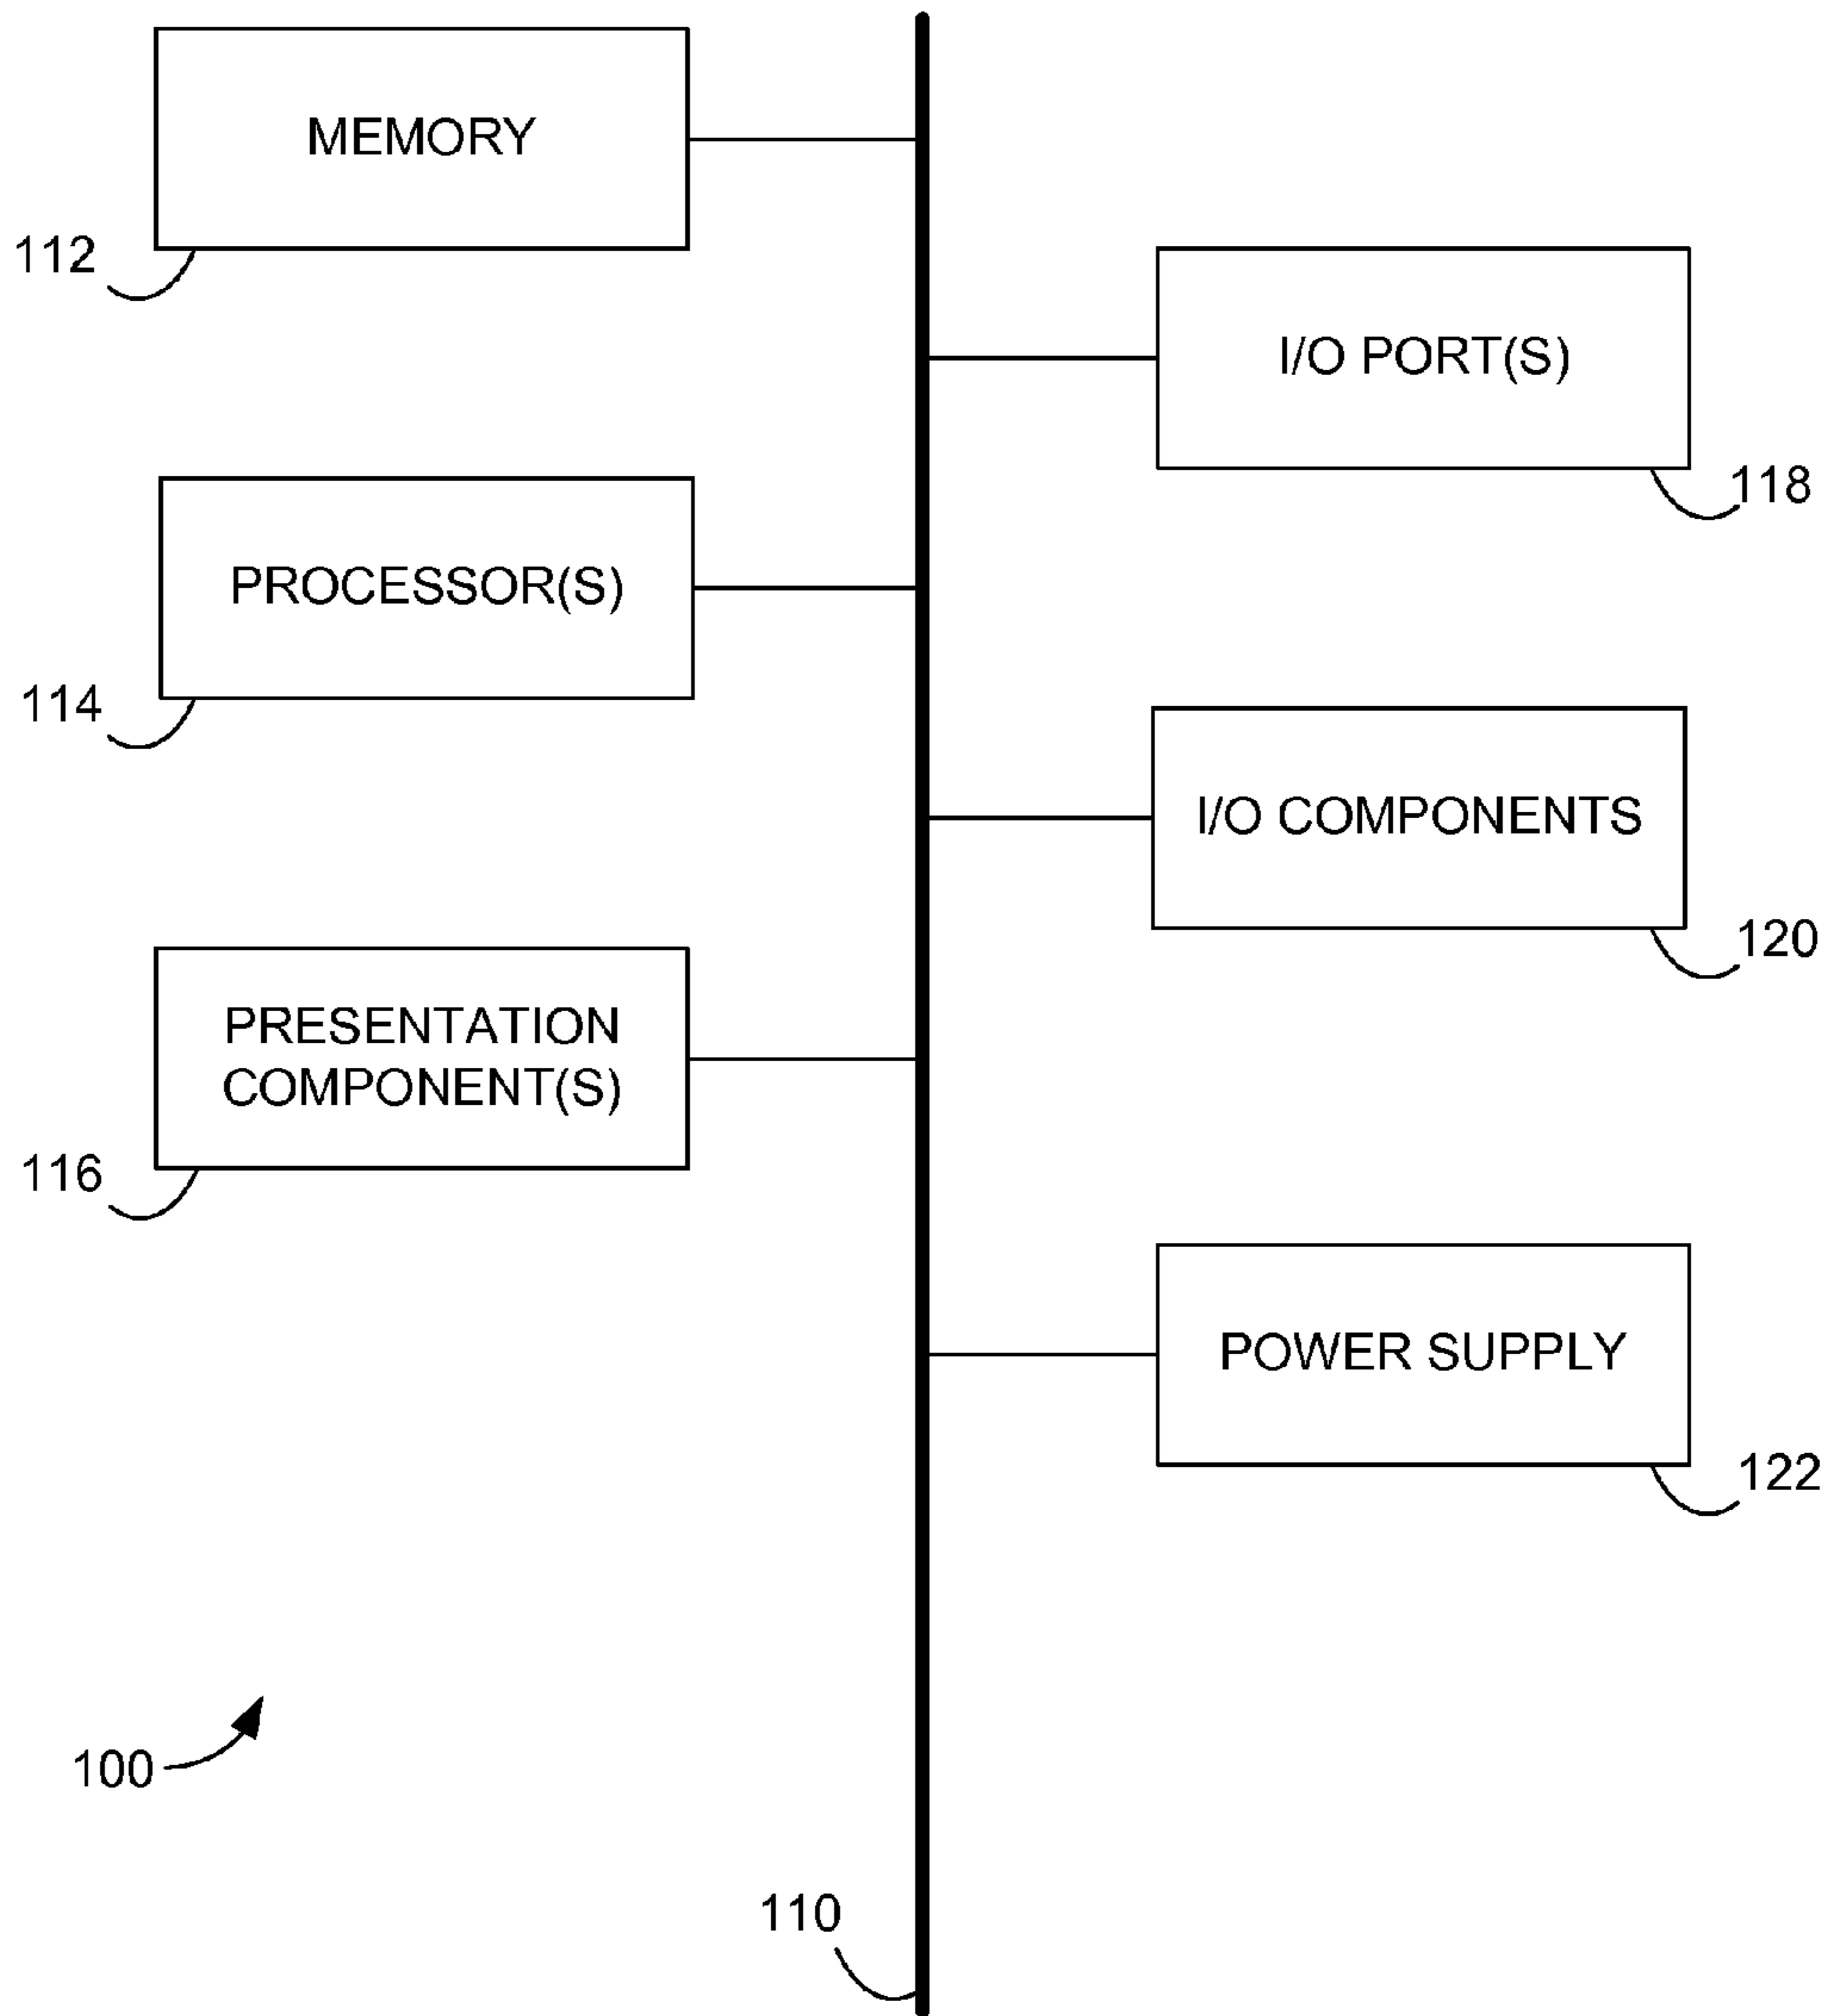 MEMORY
112
I/O PORT(S)
118
PROCESSOR(S)
114
I/O COMPONENTS
120
PRESENTATION
COMPONENT(S)
116
POWER SUPPLY
122
100
110